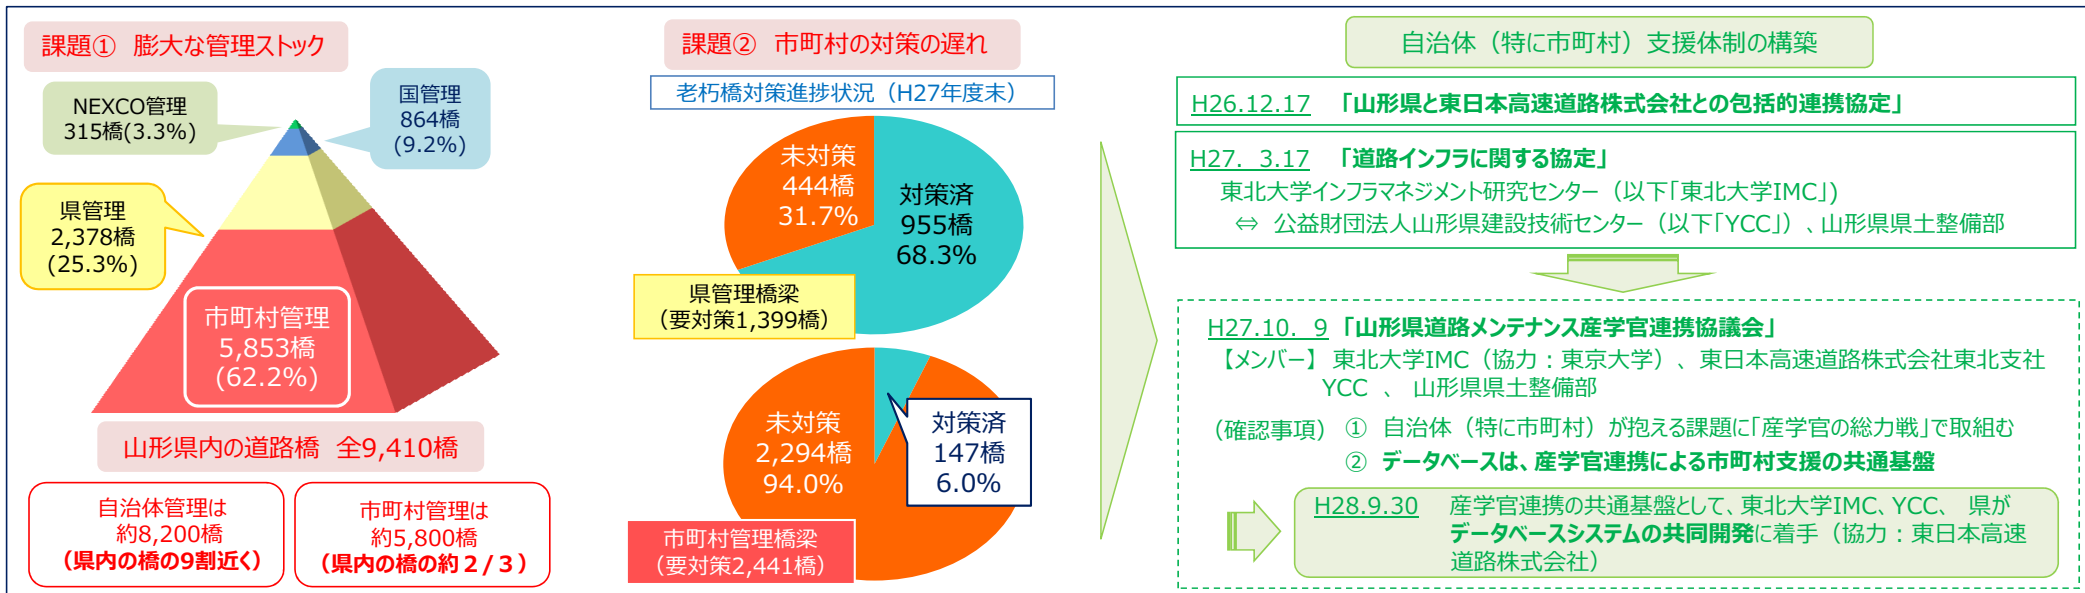 課題① 膨大な管理ストック
NEXCO管理
315橋(3.3%)
国管理
864橋
(9.2%)
県管理
2,378橋
(25.3%)
市町村管理
5,853橋
(62.2%)
山形県内の道路橋 全9,410橋
自治体管理は
約8,200橋
(県内の橋の9割近く)
市町村管理は
約5,800橋
(県内の橋の約2/3)
課題② 市町村の対策の遅れ
老朽橋対策進捗状況(H27年度末)
未対策
444橋
31.7%
対策済
955橋
68.3%
県管理橋梁
(要対策1,399橋)
未対策
2,294橋
94.0%
対策済
147橋
6.0%
市町村管理橋梁
(要対策2,441橋)
自治体(特に市町村)支援体制の構築
H26.12.17 「山形県と東日本高速道路株式会社との包括的連携協定」
H27. 3.17 「道路インフラに関する協定」
東北大学インフラマネジメント研究センター(以下「東北大学IMC」)
⇔ 公益財団法人山形県建設技術センター(以下「YCC」)、山形県県土整備部
H27.10. 9 「山形県道路メンテナンス産学官連携協議会」
【メンバー】 東北大学IMC(協力:東京大学)、東日本高速道路株式会社東北支社
YCC 、 山形県県土整備部
(確認事項) ① 自治体(特に市町村)が抱える課題に「産学官の総力戦」で取組む
② データベースは、産学官連携による市町村支援の共通基盤
H28.9.30 産学官連携の共通基盤として、東北大学IMC、YCC、 県が
データベースシステムの共同開発に着手(協力:東日本高速
道路株式会社)